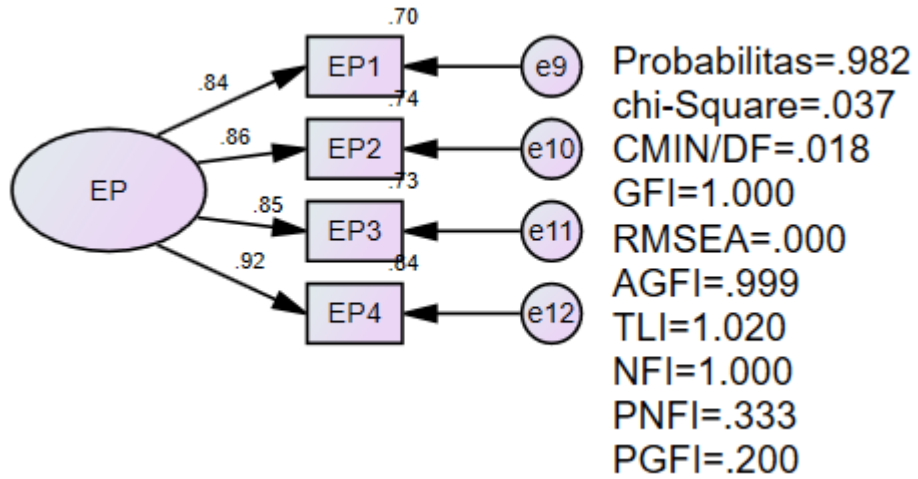 .70
EP1
e9
.84
.74
EP2
e10
.86
.73
EP
EP3
e11
.85
.84
EP4
e12
.92
Probabilitas=.982
chi-Square=.037
CMIN/DF=.018
GFI=1.000
RMSEA=.000
AGFI=.999
TLI=1.020
NFI=1.000
PNFI=.333
PGFI=.200